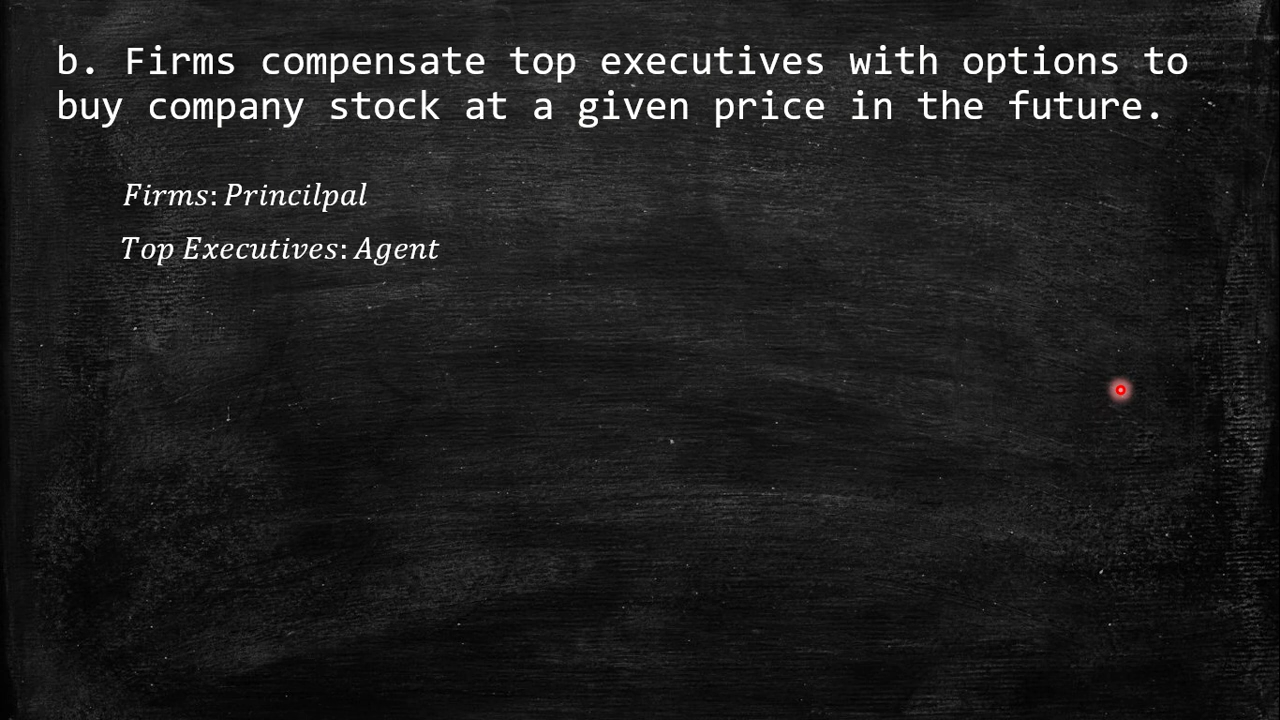 b. Firms compensate top executives with options to
buy company stock at a given price in the future.
Firms: Princilpal
Top Executives: Agent